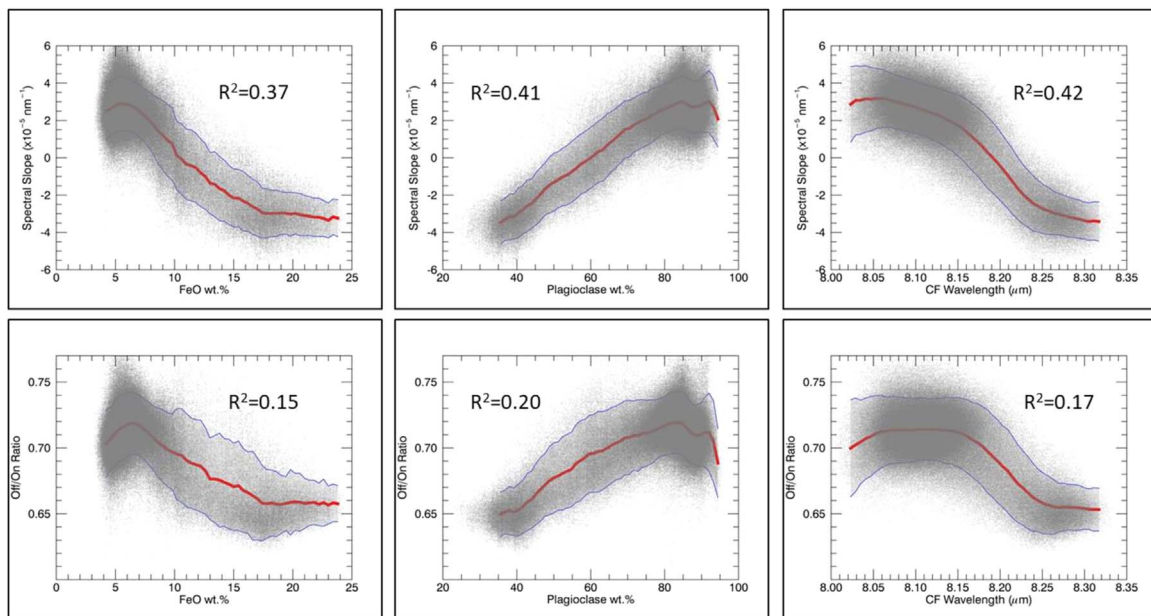 6
4
2
0
-2
-4
-6
Spectral Slope (x10⁻⁵ nm⁻¹)
R²=0.37
0 5 10 15 20 25
FeO wt.%
6
4
2
0
-2
-4
-6
Spectral Slope (x10⁻⁵ nm⁻¹)
R²=0.41
20 40 60 80 100
Plagioclase wt.%
6
4
2
0
-2
-4
-6
Spectral Slope (x10⁻⁵ nm⁻¹)
R²=0.42
8.00 8.05 8.10 8.15 8.20 8.25 8.30 8.35
CF Wavelength (μm)
0.75
0.70
0.65
Off/On Ratio
R²=0.15
0 5 10 15 20 25
FeO wt.%
0.75
0.70
0.65
Off/On Ratio
R²=0.20
20 40 60 80 100
Plagioclase wt.%
0.75
0.70
0.65
Off/On Ratio
R²=0.17
8.00 8.05 8.10 8.15 8.20 8.25 8.30 8.35
CF Wavelength (μm)